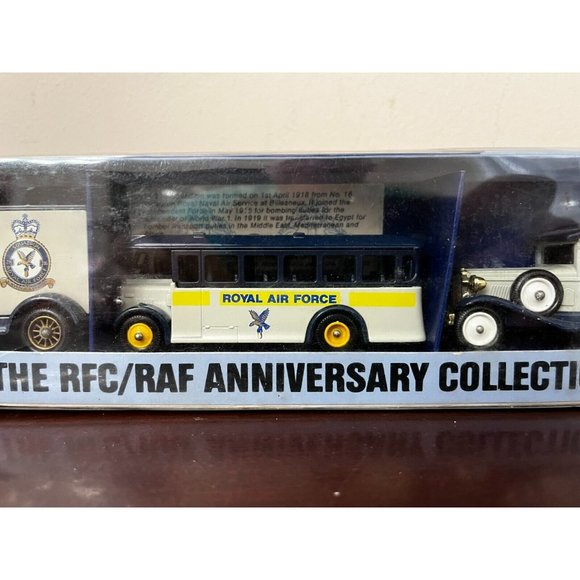 was formed on 1st April 1918 from No. 16
Royal Naval Air Service at
in May 1918 for bombing duties for the
of World War 1. In 1919 it was transferred to Egypt for
duties in the Middle East, Mediterranean and
ROYAL AIR FORCE
THE RFC/RAF ANNIVERSARY COLLECTI